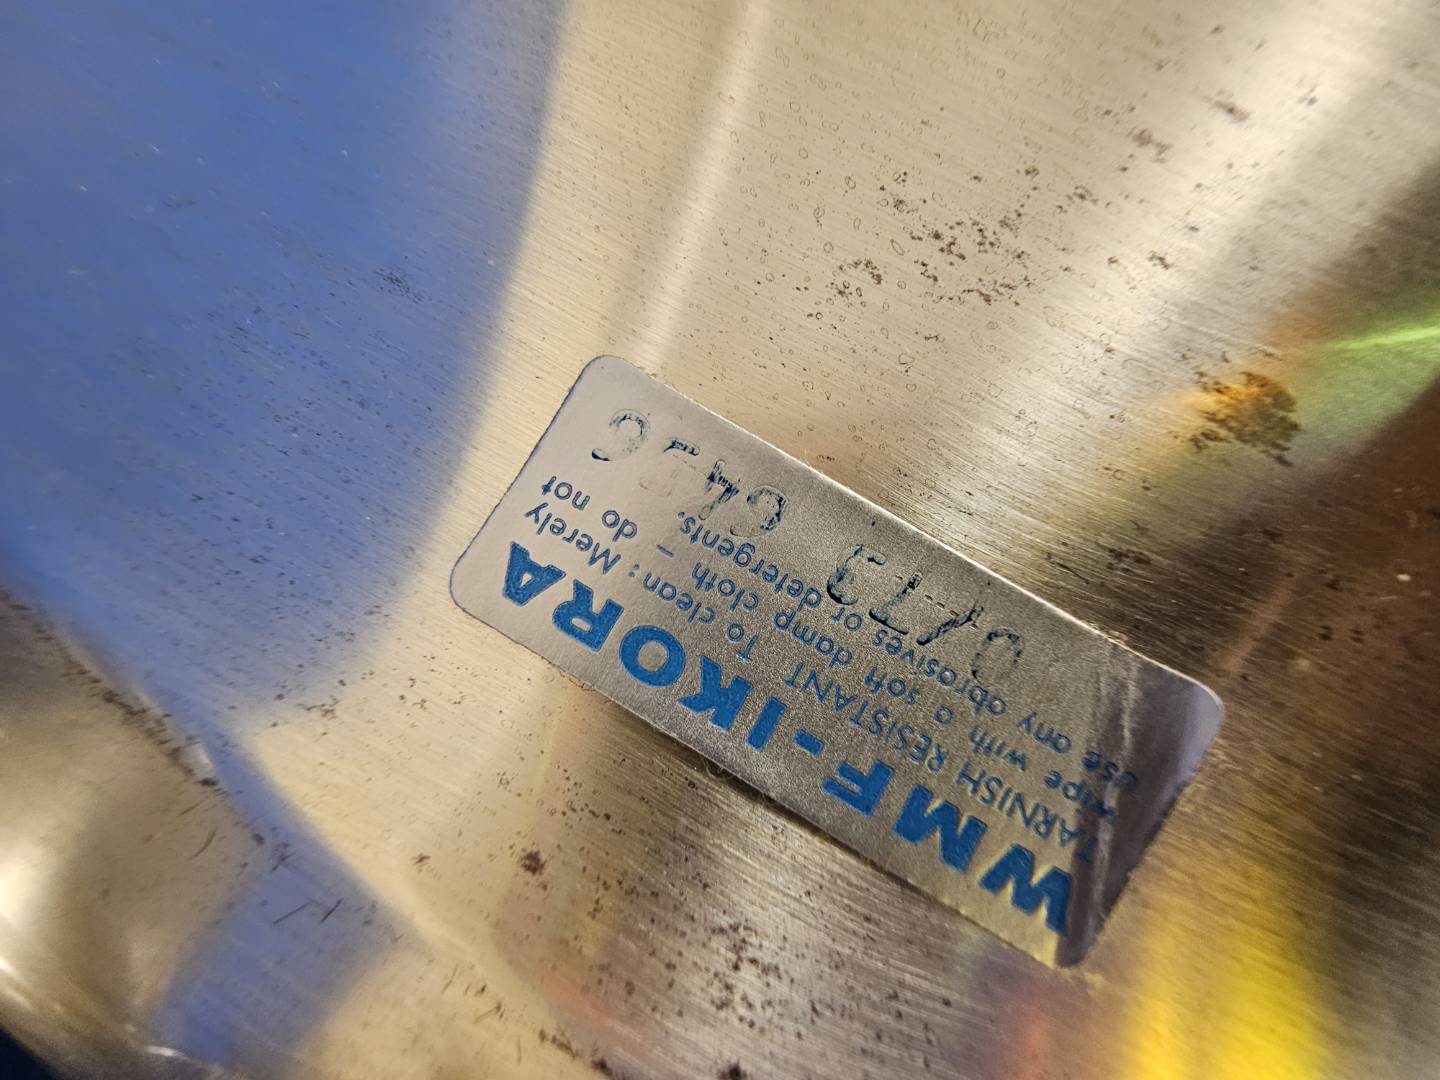 WMF-IKORA
TARNISH RESISTANT To clean: Merely
wipe with a soft damp cloth – do not
use any abrasives or detergents.